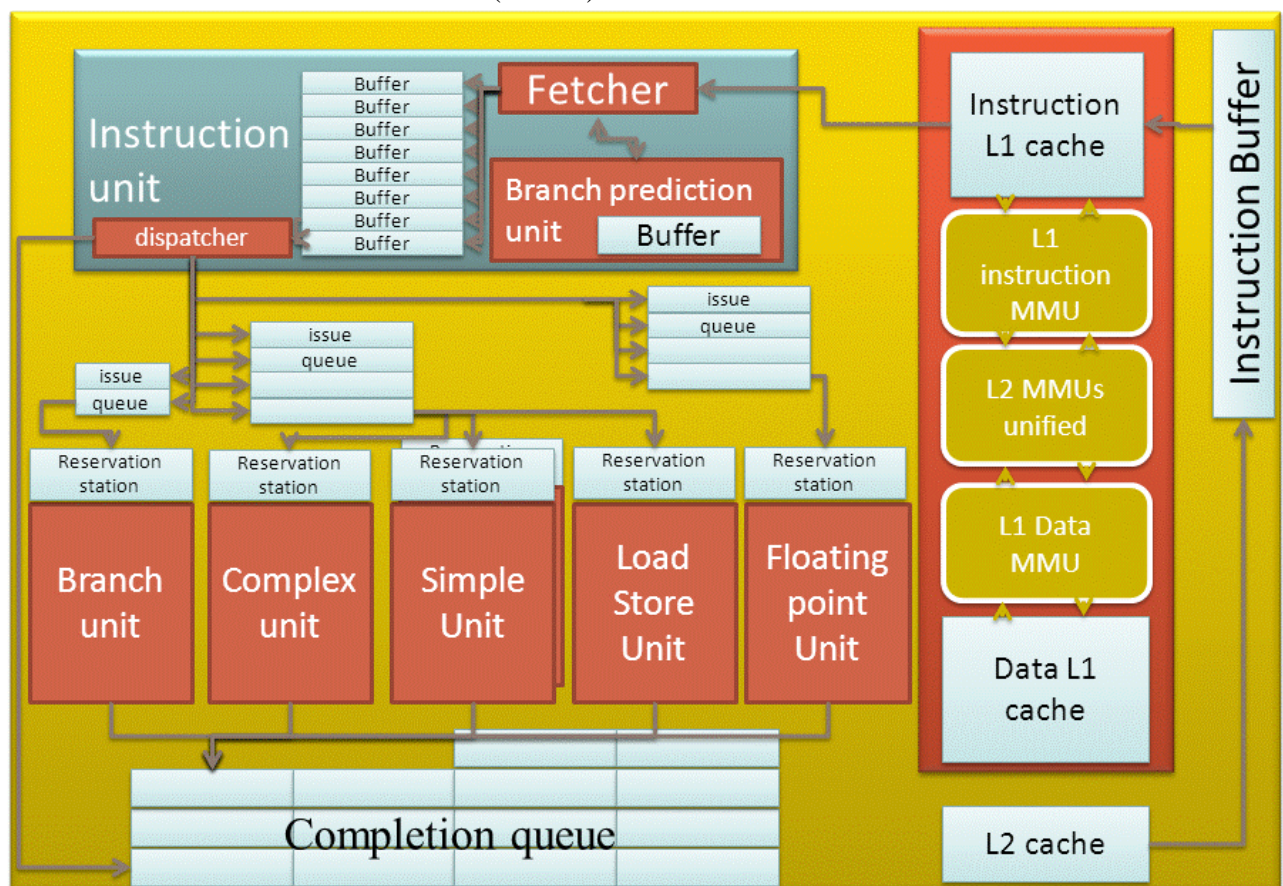 Instruction
unit
Buffer
Buffer
Buffer
Buffer
Buffer
Buffer
Buffer
Buffer
Fetcher
Branch prediction
unit
Buffer
dispatcher
issue
queue
issue
queue
issue
queue
Reservation
station
Reservation
station
Reservation
Reservation
station
Reservation
station
Reservation
station
Branch
unit
Complex
unit
Simple
Unit
Load
Store
Unit
Floating
point
Unit
Completion queue
Instruction
L1 cache
L1
instruction
MMU
L2 MMUs
unified
L1 Data
MMU
Data L1
cache
L2 cache
Instruction Buffer